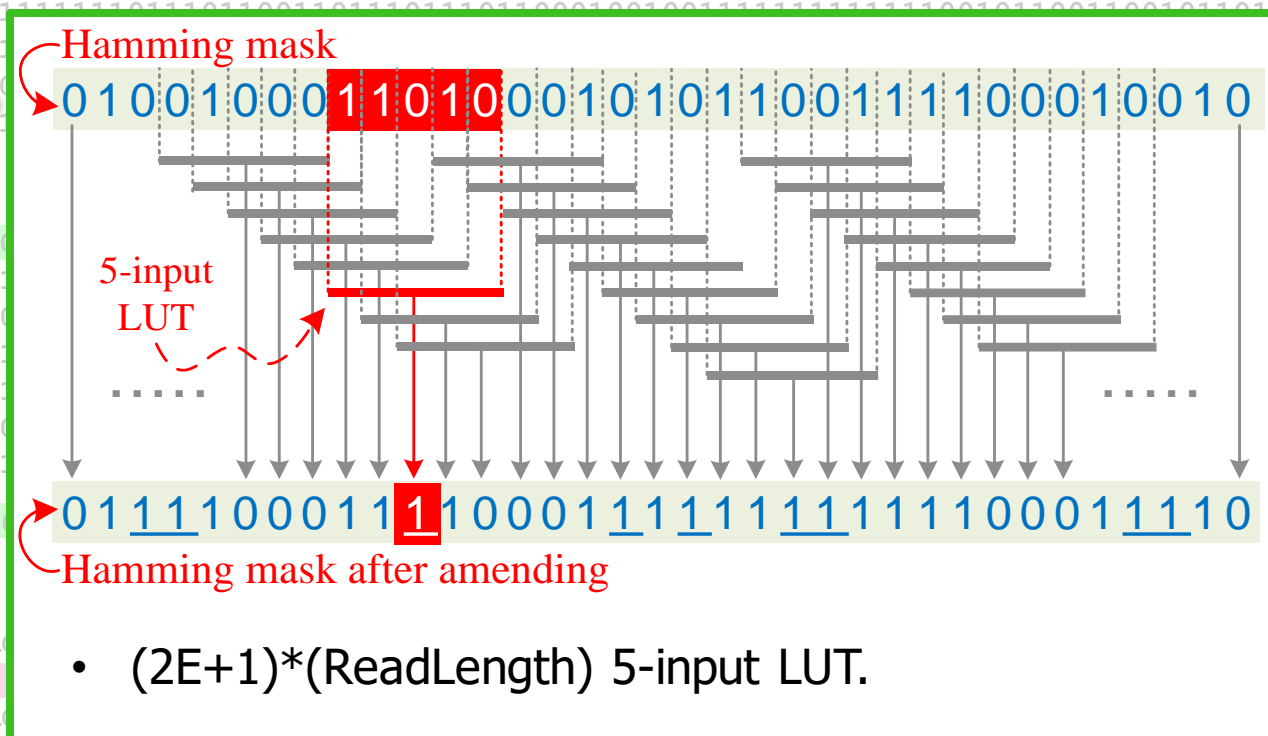 Hamming mask
0 1 0 0 1 0 0 0 1 1 0 1 0 0 0 1 0 1 0 1 1 0 0 1 1 1 1 0 0 0 1 0 0 1 0
5-input
LUT
. . . . .
. . . . .
0 1 1 1 1 0 0 0 1 1 1 1 0 0 0 1 1 1 1 1 1 1 1 1 1 1 1 0 0 0 1 1 1 1 0
Hamming mask after amending
• (2E+1)*(ReadLength) 5-input LUT.